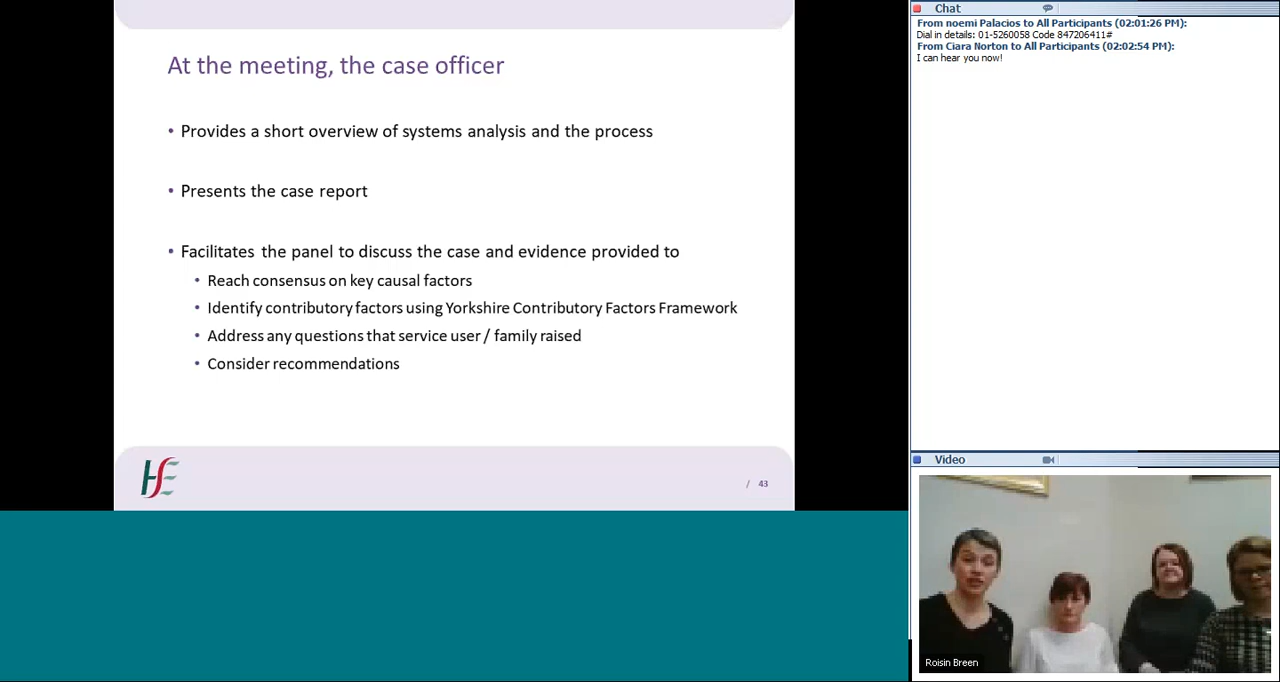 At the meeting, the case officer
• Provides a short overview of systems analysis and the process
• Presents the case report
• Facilitates the panel to discuss the case and evidence provided to
• Reach consensus on key causal factors
• Identify contributory factors using Yorkshire Contributory Factors Framework
• Address any questions that service user / family raised
• Consider recommendations
HSE
/ 43
Chat
From noemi Palacios to All Participants (02:01:26 PM):
Dial in details: 01-5260058 Code 847206411#
From Ciara Norton to All Participants (02:02:54 PM):
I can hear you now!
Video
Roisin Breen